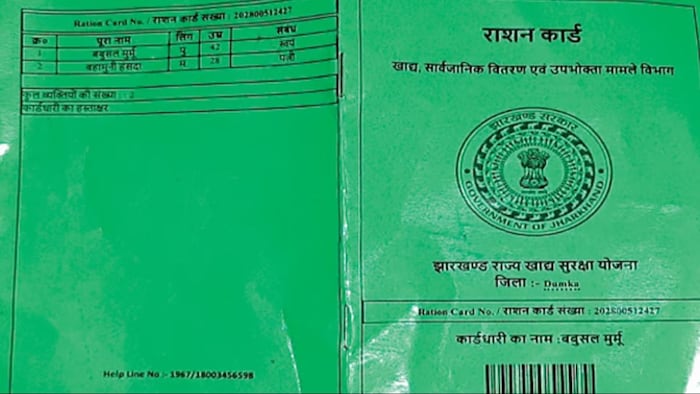 Ration Card No. / राशन कार्ड संख्या : 202800512427
क्र० पूरा नाम लिंग उम्र संबंध
1 बबुसल मुर्मू पु 42 स्वयं
2 बहामुनी हंसदा म 28 पत्नी
कुल व्यक्तियों की संख्या : 2
कार्डधारी का हस्ताक्षर
Help Line No :- 1967/18003456598
राशन कार्ड
खाद्य, सार्वजानिक वितरण एवं उपभोक्ता मामले विभाग
झारखण्ड सरकार
GOVERNMENT OF JHARKHAND
झारखण्ड राज्य खाद्य सुरक्षा योजना
जिला :- Dumka
Ration Card No. / राशन कार्ड संख्या : 202800512427
कार्डधारी का नाम :बबुसल मुर्मू